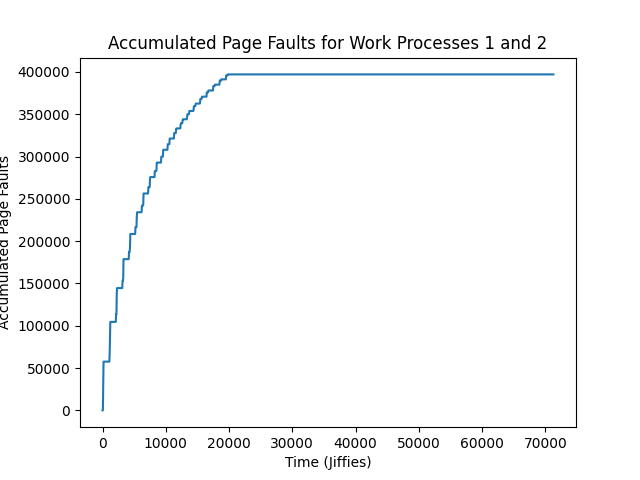 Accumulated Page Faults for Work Processes 1 and 2
400000
350000
300000
250000
200000
150000
100000
50000
0
Accumulated Page Faults
0 10000 20000 30000 40000 50000 60000 70000
Time (Jiffies)